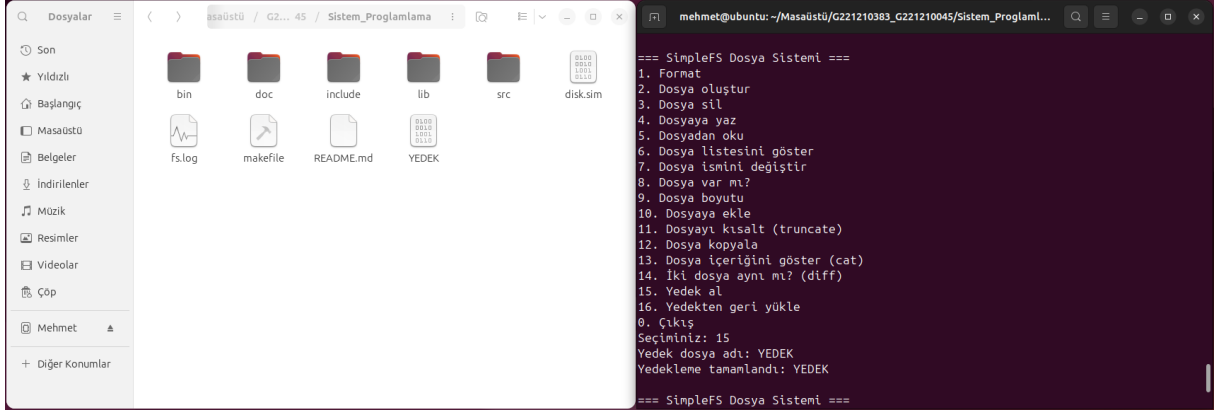 Dosyalar
asaüstü / G2... 45 / Sistem_Proglamlama
Son
Yıldızlı
Başlangıç
Masaüstü
Belgeler
İndirilenler
Müzik
Resimler
Videolar
Çöp
Mehmet
+ Diğer Konumlar
bin
doc
include
lib
src
disk.sim
fs.log
makefile
README.md
YEDEK
mehmet@ubuntu: ~/Masaüstü/G221210383_G221210045/Sistem_Proglaml...
=== SimpleFS Dosya Sistemi ===
1. Format
2. Dosya oluştur
3. Dosya sil
4. Dosyaya yaz
5. Dosyadan oku
6. Dosya listesini göster
7. Dosya ismini değiştir
8. Dosya var mı?
9. Dosya boyutu
10. Dosyaya ekle
11. Dosyayı kısalt (truncate)
12. Dosya kopyala
13. Dosya içeriğini göster (cat)
14. İki dosya aynı mı? (diff)
15. Yedek al
16. Yedekten geri yükle
0. Çıkış
Seçiminiz: 15
Yedek dosya adı: YEDEK
Yedekleme tamamlandı: YEDEK
=== SimpleFS Dosya Sistemi ===